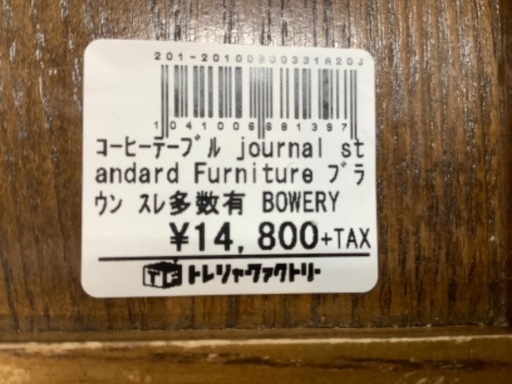 201-20100800331A20J
1041006681397
ｺｰﾋｰﾃｰﾌﾞﾙ journal st
andard Furniture ﾌﾞﾗ
ｳﾝ ｽﾚ多数有 BOWERY
¥14,800+TAX
TF トレジャーファクトリー